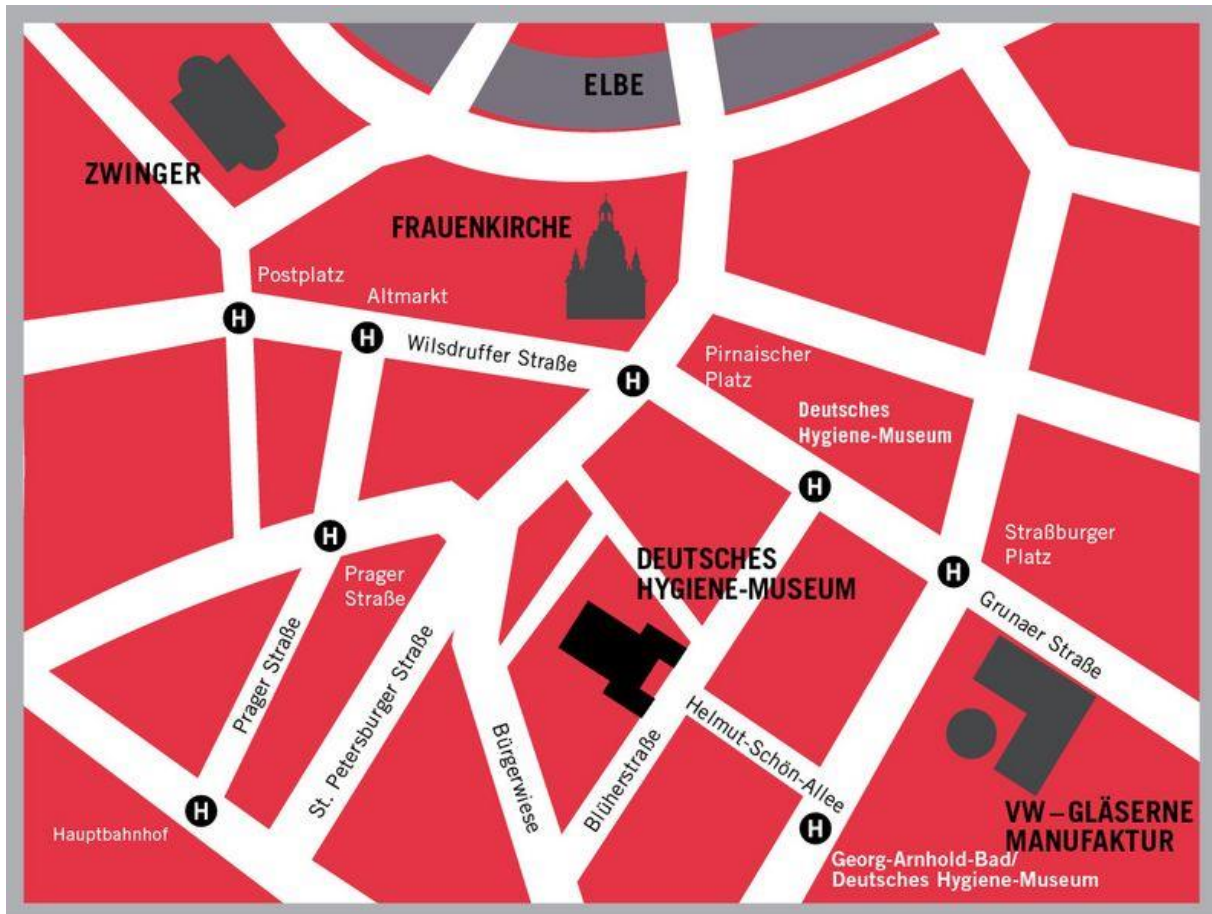 ELBE
ZWINGER
FRAUENKIRCHE
Postplatz
Altmarkt
H
H
Wilsdruffer Straße
H
Pirnaischer
Platz
Deutsches
Hygiene-Museum
H
H
Prager
Straße
DEUTSCHES
HYGIENE-MUSEUM
Straßburger
Platz
H
Grunaer Straße
Prager Straße
St. Petersburger Straße
Bürgerwiese
Blüherstraße
Helmut-Schön-Allee
H
Hauptbahnhof
H
VW – GLÄSERNE
MANUFAKTUR
Georg-Arnhold-Bad/
Deutsches Hygiene-Museum